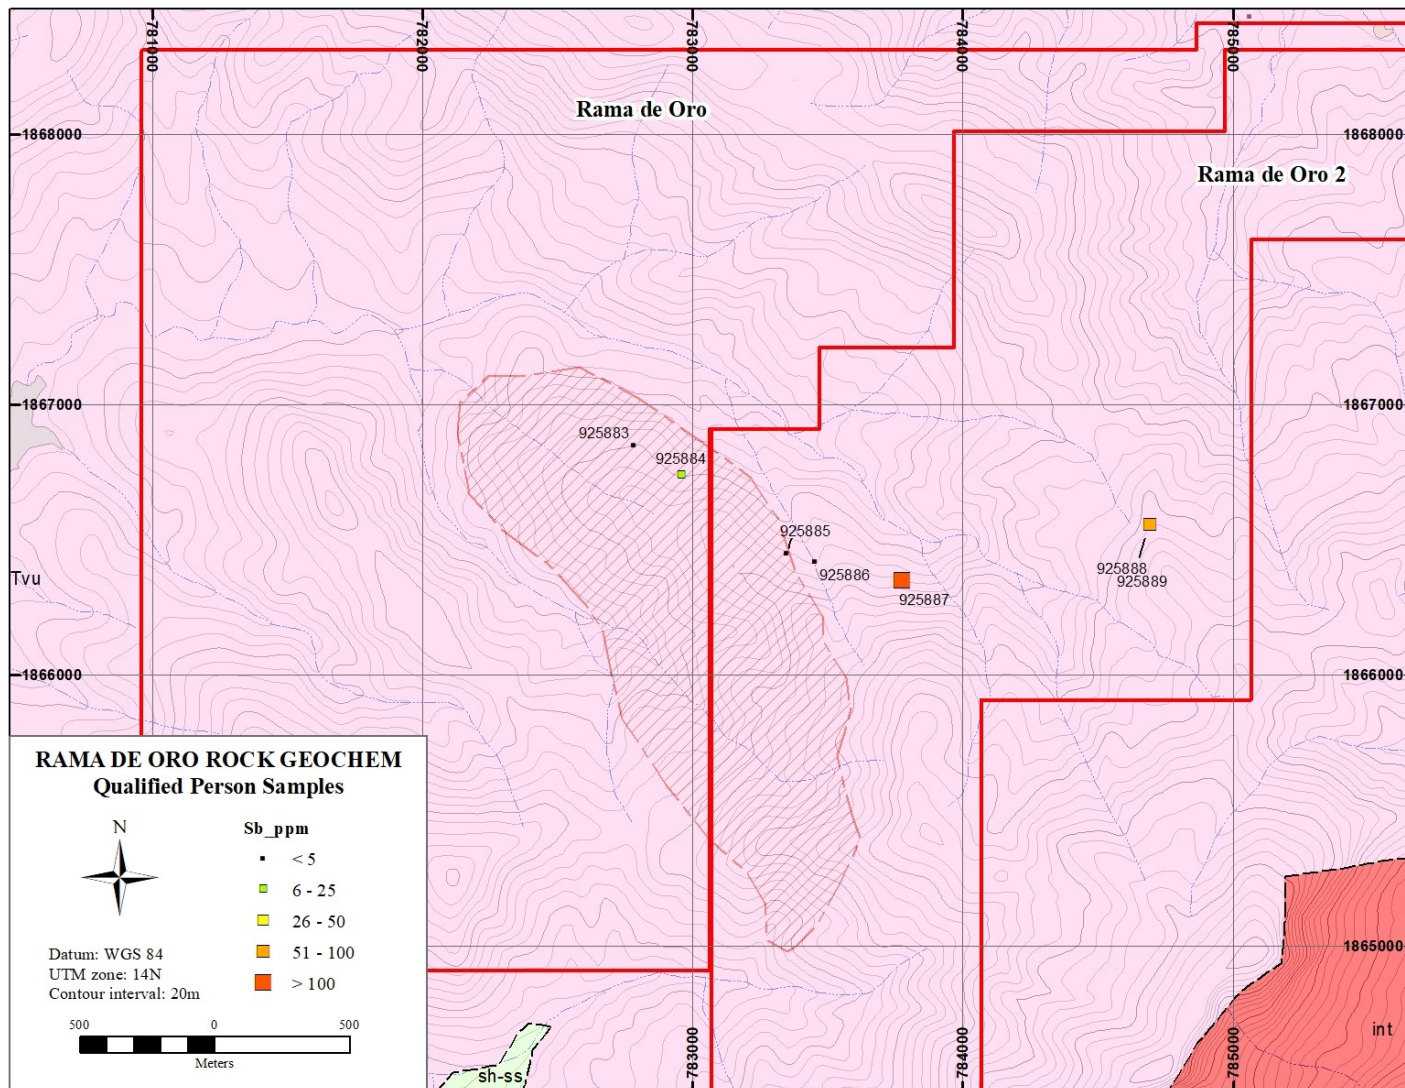 781000
782000
783000
784000
785000
Rama de Oro
1868000
1868000
Rama de Oro 2
1867000
1867000
925883
925884
925885
925886
925887
925888
925889
Tvu
1866000
1866000
RAMA DE ORO ROCK GEOCHEM
Qualified Person Samples
N
Sb_ppm
< 5
6 - 25
26 - 50
51 - 100
> 100
Datum: WGS 84
UTM zone: 14N
Contour interval: 20m
500 0 500
Meters
1865000
int
sh-ss
783000
784000
785000